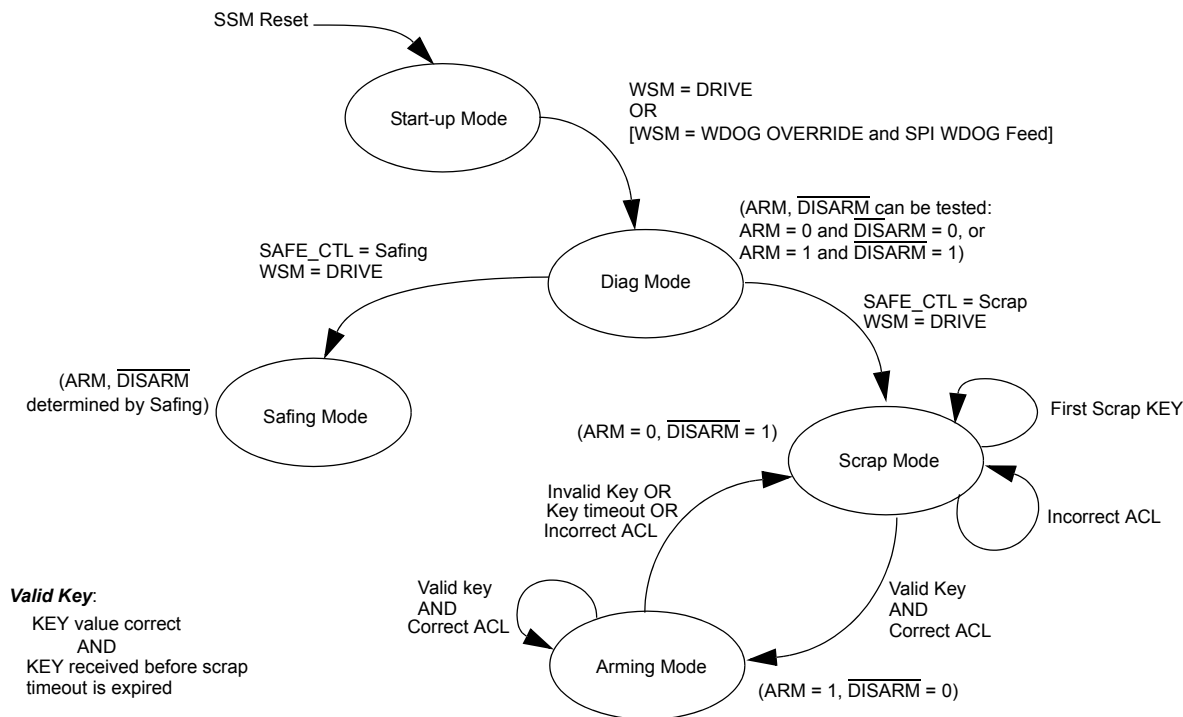 SSM Reset
Start-up Mode
WSM = DRIVE
OR
[WSM = WDOG OVERRIDE and SPI WDOG Feed]
(ARM, DISARM can be tested:
ARM = 0 and DISARM = 0, or
ARM = 1 and DISARM = 1)
SAFE_CTL = Safing
WSM = DRIVE
Diag Mode
SAFE_CTL = Scrap
WSM = DRIVE
(ARM, DISARM
determined by Safing)
Safing Mode
First Scrap KEY
(ARM = 0, DISARM = 1)
Scrap Mode
Invalid Key OR
Key timeout OR
Incorrect ACL
Incorrect ACL
Valid key
AND
Correct ACL
Valid Key
AND
Correct ACL
Arming Mode
(ARM = 1, DISARM = 0)
Valid Key:
KEY value correct
AND
KEY received before scrap
timeout is expired